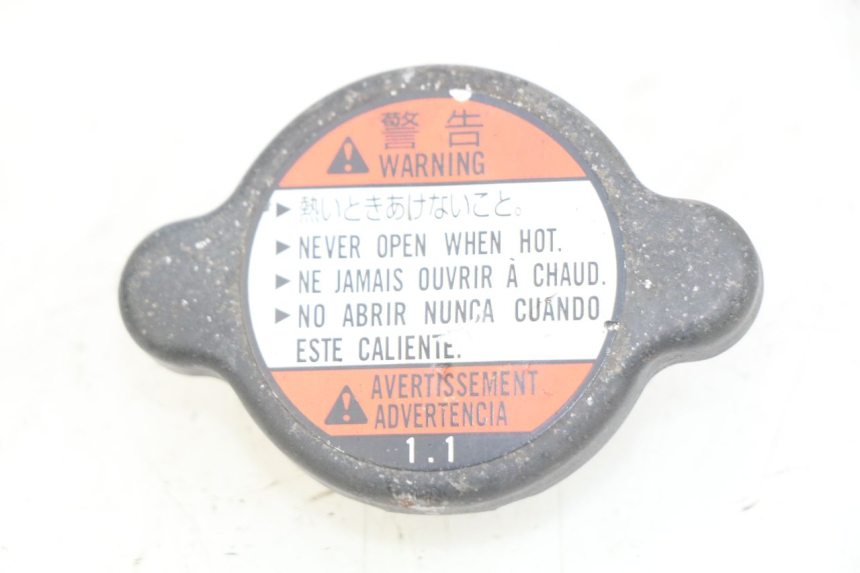 警告
WARNING
▶熱いときあけないこと。
▶NEVER OPEN WHEN HOT.
▶NE JAMAIS OUVRIR À CHAUD.
▶NO ABRIR NUNCA CUANDO
ESTE CALIENTE.
AVERTISSEMENT
ADVERTENCIA
1.1